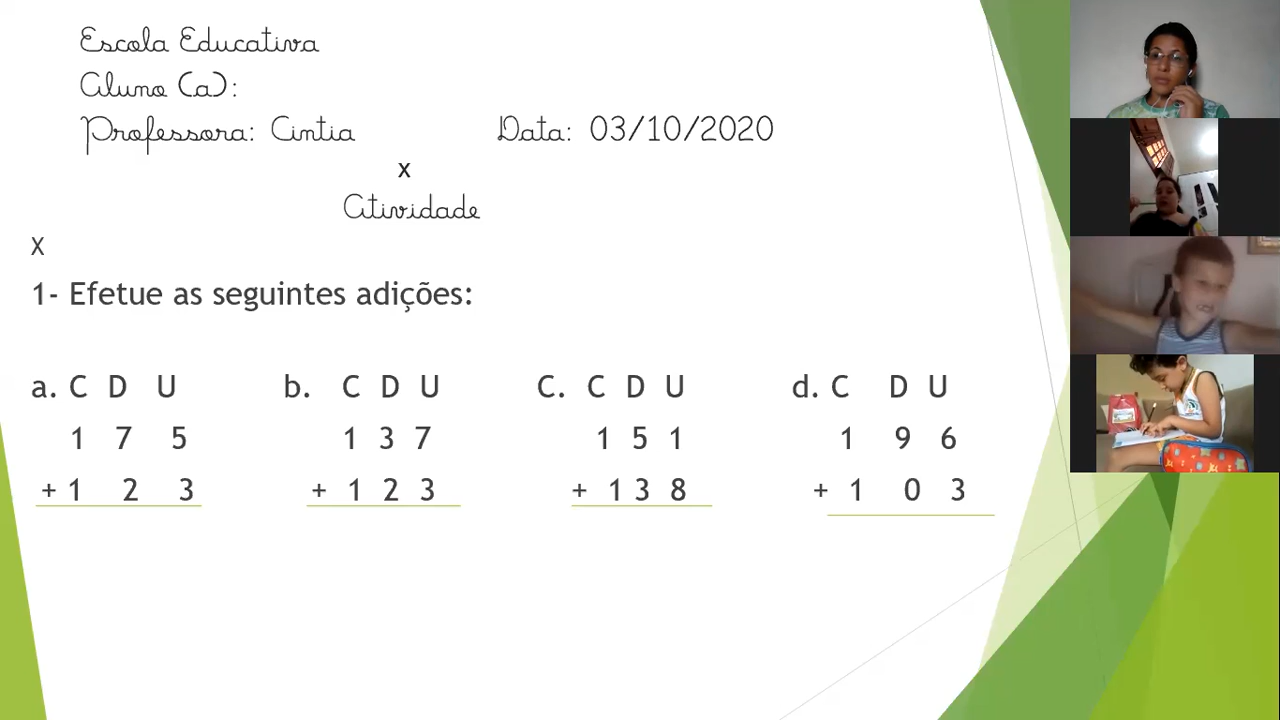 Escola Educativa
Aluno (a):
Professora: Cintia Data: 03/10/2020
x
Atividade
X
1- Efetue as seguintes adições:
a. C D U b. C D U C. C D U d. C D U
1 7 5 1 3 7 1 5 1 1 9 6
+ 1 2 3 + 1 2 3 + 1 3 8 + 1 0 3